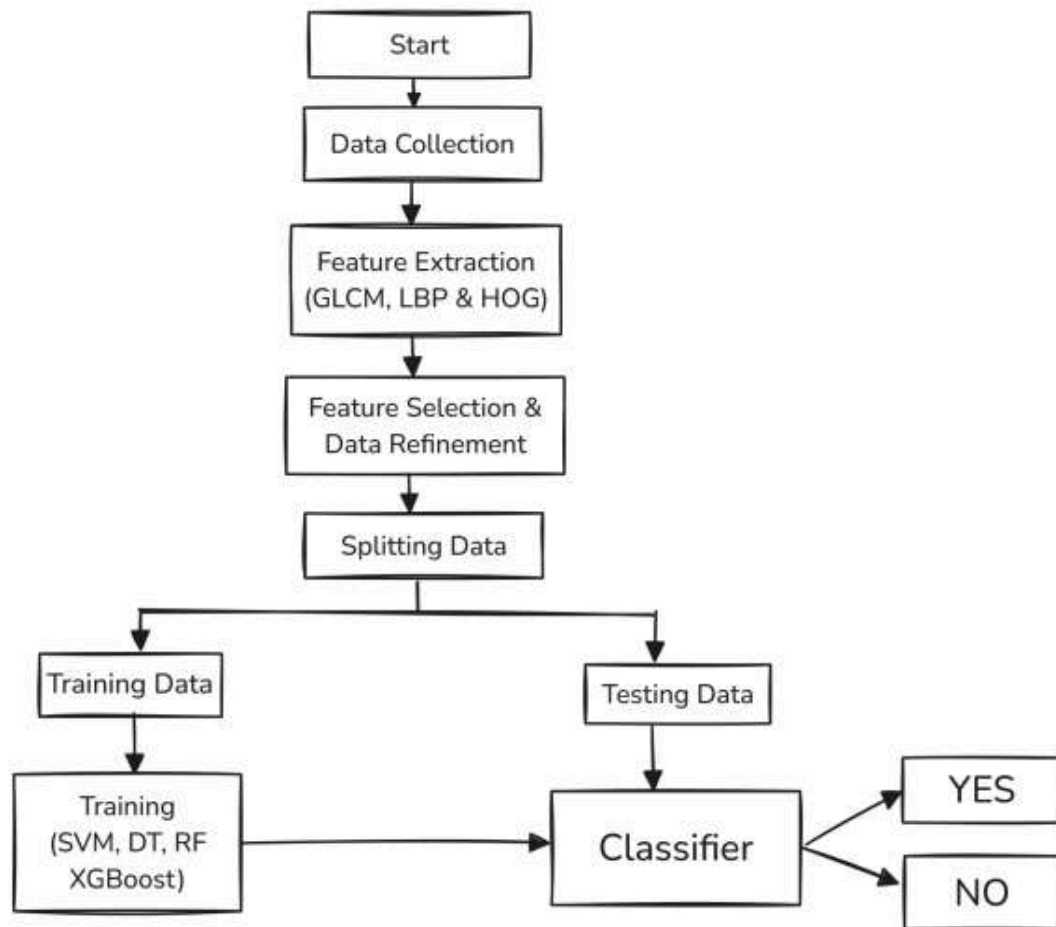 Start
Data Collection
Feature Extraction
(GLCM, LBP & HOG)
Feature Selection &
Data Refinement
Splitting Data
Training Data
Testing Data
Training
(SVM, DT, RF
XGBoost)
Classifier
YES
NO